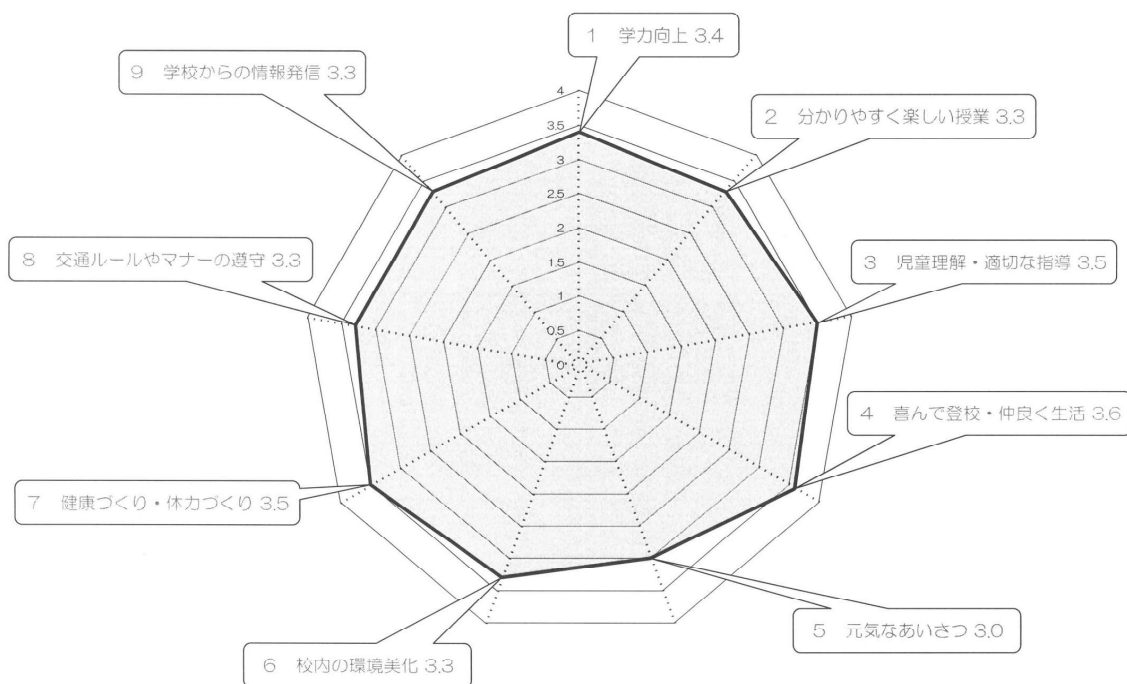 1 学力向上 3.4
2 分かりやすく楽しい授業 3.3
3 児童理解・適切な指導 3.5
4 喜んで登校・仲良く生活 3.6
5 元気なあいさつ 3.0
6 校内の環境美化 3.3
7 健康づくり・体力づくり 3.5
8 交通ルールやマナーの遵守 3.3
9 学校からの情報発信 3.3
4
3.5
3
2.5
2
1.5
1
0.5
0